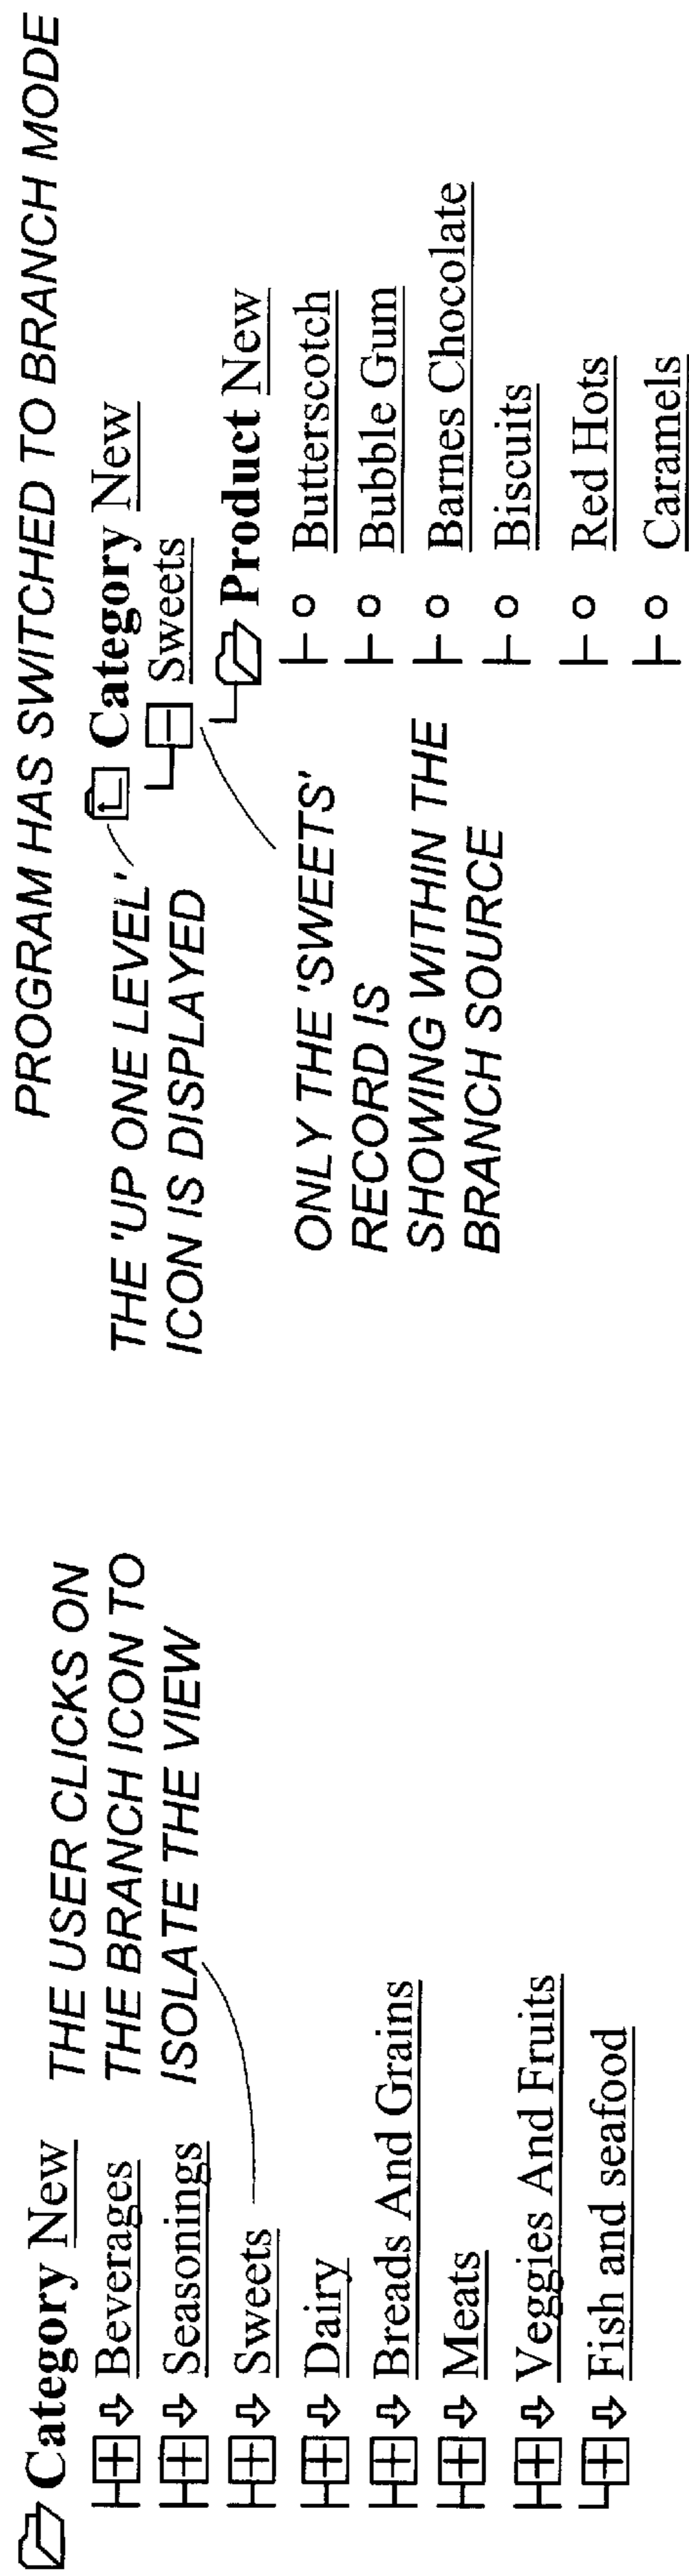 Category New
Beverages
Seasonings
Sweets
Dairy
Breads And Grains
Meats
Veggies And Fruits
Fish and seafood
THE USER CLICKS ON
THE BRANCH ICON TO
ISOLATE THE VIEW
PROGRAM HAS SWITCHED TO BRANCH MODE
THE 'UP ONE LEVEL'
ICON IS DISPLAYED
Category New
Sweets
Product New
Butterscotch
Bubble Gum
Barnes Chocolate
Biscuits
Red Hots
Caramels
ONLY THE 'SWEETS'
RECORD IS
SHOWING WITHIN THE
BRANCH SOURCE